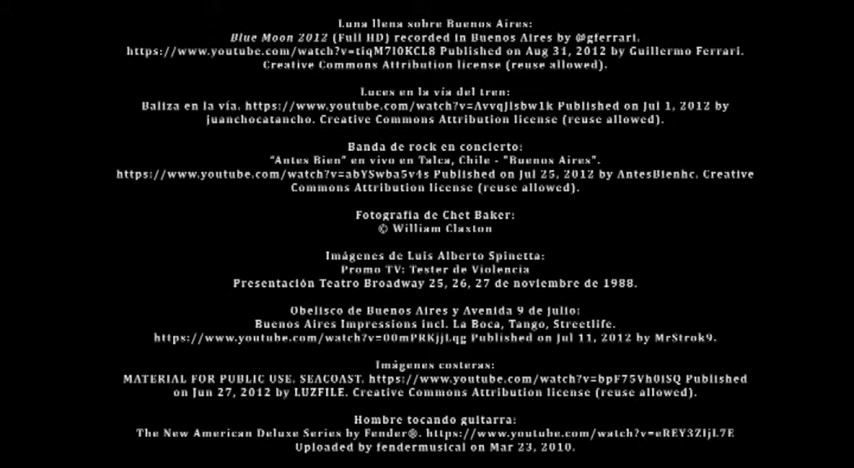 Luna llena sobre Buenos Aires:
Blue Moon 2012 (Full HD) recorded in Buenos Aires by @gferrari.
https://www.youtube.com/watch?v=tiqM7l0KCL8 Published on Aug 31, 2012 by Guillermo Ferrari.
Creative Commons Attribution license (reuse allowed).
Luces en la vía del tren:
Baliza en la vía. https://www.youtube.com/watch?v=AvvqJlsbw1k Published on Jul 1, 2012 by
juanchocatancho. Creative Commons Attribution license (reuse allowed).
Banda de rock en concierto:
"Antes Bien" en vivo en Talca, Chile - "Buenos Aires".
https://www.youtube.com/watch?v=abYSwba5v4s Published on Jul 25, 2012 by AntesBienhc. Creative
Commons Attribution license (reuse allowed).
Fotografía de Chet Baker:
© William Claxton
Imágenes de Luis Alberto Spinetta:
Promo TV: Tester de Violencia
Presentación Teatro Broadway 25, 26, 27 de noviembre de 1988.
Obelisco de Buenos Aires y Avenida 9 de Julio:
Buenos Aires Impressions incl. La Boca, Tango, Streetlife.
https://www.youtube.com/watch?v=00mPRKjjLqg Published on Jul 11, 2012 by MrStrok9.
Imágenes costeras:
MATERIAL FOR PUBLIC USE. SEACOAST. https://www.youtube.com/watch?v=bpF75Vh0iSQ Published
on Jun 27, 2012 by LUZFILE. Creative Commons Attribution license (reuse allowed).
Hombre tocando guitarra:
The New American Deluxe Series by Fender®. https://www.youtube.com/watch?v=eREY3ZIjL7E
Uploaded by fendermusical on Mar 23, 2010.